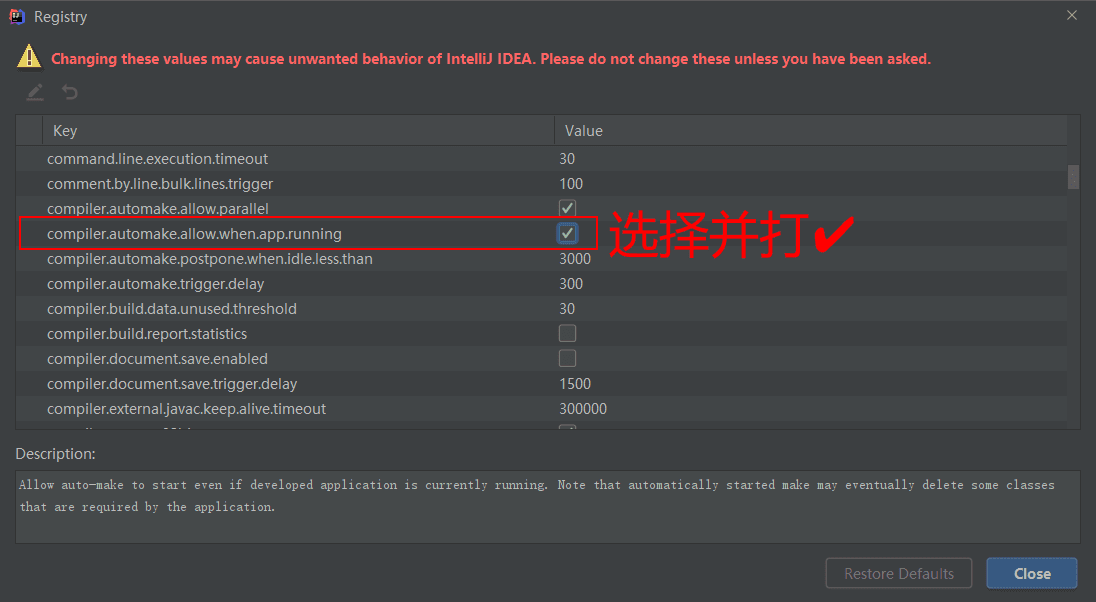 Registry
Changing these values may cause unwanted behavior of IntelliJ IDEA. Please do not change these unless you have been asked.
Key Value
command.line.execution.timeout 30
comment.by.line.bulk.lines.trigger 100
compiler.automake.allow.parallel
compiler.automake.allow.when.app.running 选择并打✔
compiler.automake.postpone.when.idle.less.than 3000
compiler.automake.trigger.delay 300
compiler.build.data.unused.threshold 30
compiler.build.report.statistics
compiler.document.save.enabled
compiler.document.save.trigger.delay 1500
compiler.external.javac.keep.alive.timeout 300000
Description:
Allow auto-make to start even if developed application is currently running. Note that automatically started make may eventually delete some classes
that are required by the application.
Restore Defaults Close